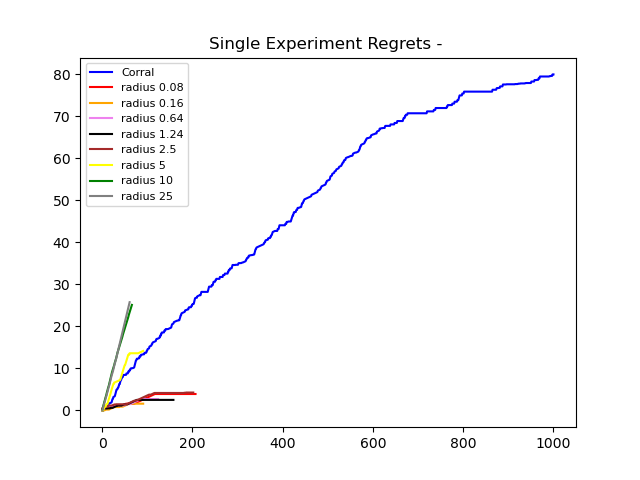 Single Experiment Regrets -
80
70
60
50
40
30
20
10
0
Corral
radius 0.08
radius 0.16
radius 0.64
radius 1.24
radius 2.5
radius 5
radius 10
radius 25
0 200 400 600 800 1000